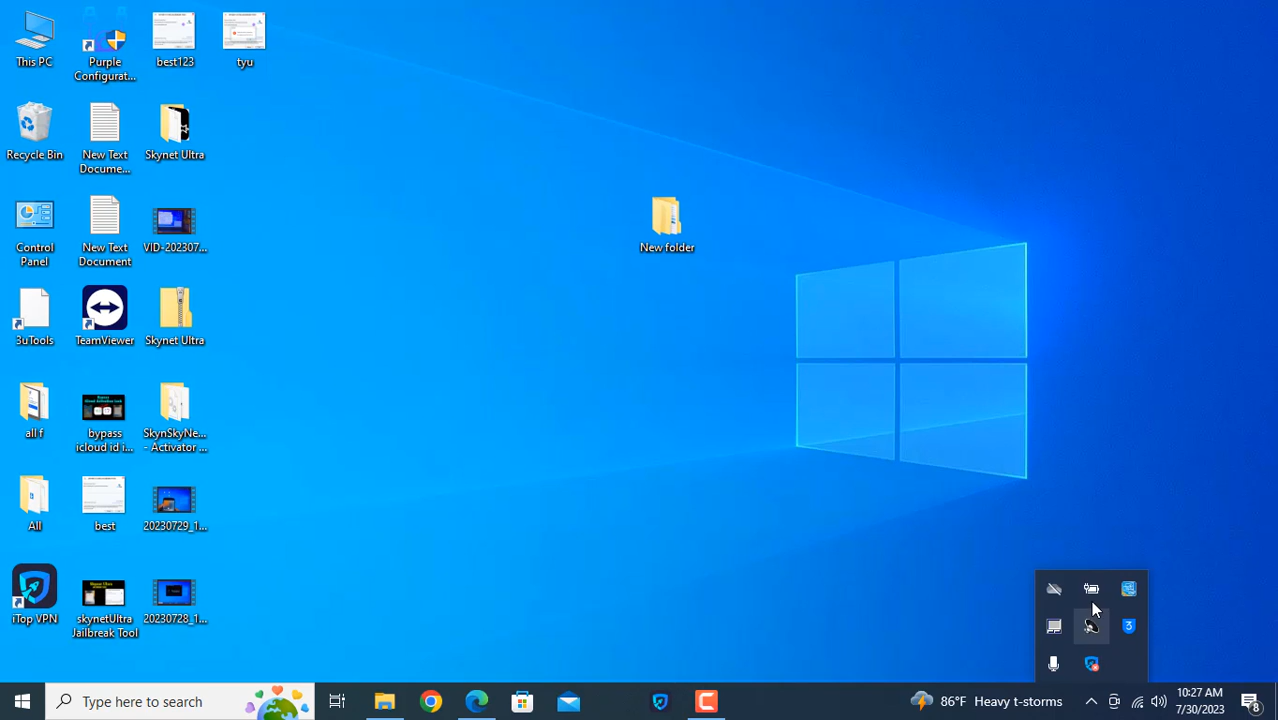 This PC
Purple
Configurat...
best123
tyu
Recycle Bin
New Text
Docume...
Skynet Ultra
Control
Panel
New Text
Document
VID-202307...
New folder
3uTools
TeamViewer
Skynet Ultra
all f
bypass
icloud id i...
SkynSkyNe...
- Activator ...
All
best
20230729_1...
iTop VPN
skynetUltra
Jailbreak Tool
20230728_1...
Type here to search
86°F Heavy t-storms
10:27 AM
7/30/2023
8